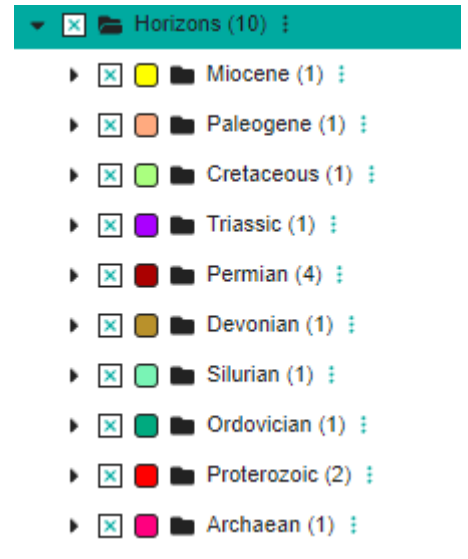 Horizons (10)
Miocene (1)
Paleogene (1)
Cretaceous (1)
Triassic (1)
Permian (4)
Devonian (1)
Silurian (1)
Ordovician (1)
Proterozoic (2)
Archaean (1)